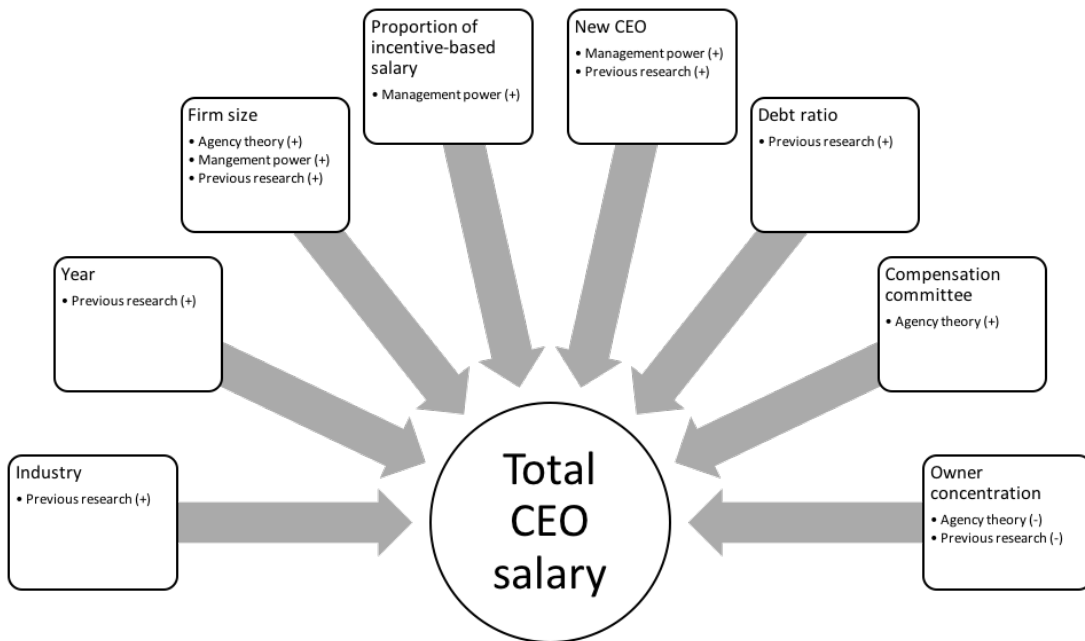 Proportion of
incentive-based
salary
• Management power (+)
New CEO
• Management power (+)
• Previous research (+)
Firm size
• Agency theory (+)
• Mangement power (+)
• Previous research (+)
Debt ratio
• Previous research (+)
Year
• Previous research (+)
Compensation
committee
• Agency theory (+)
Industry
• Previous research (+)
Total
CEO
salary
Owner
concentration
• Agency theory (-)
• Previous research (-)